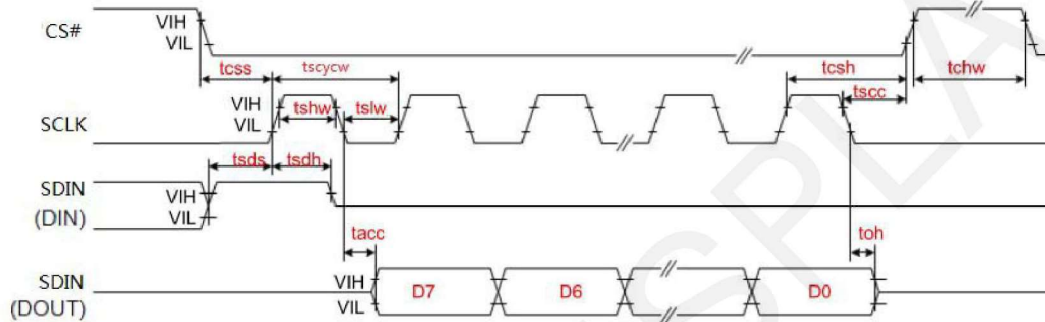 CS#
VIH
VIL
tcss
tscycw
tcsh
tchw
tscc
SCLK
VIH
VIL
tshw
tslw
tsds
tsdh
SDIN
(DIN)
VIH
VIL
tacc
toh
SDIN
(DOUT)
VIH
VIL
D7
D6
D0
SPLA